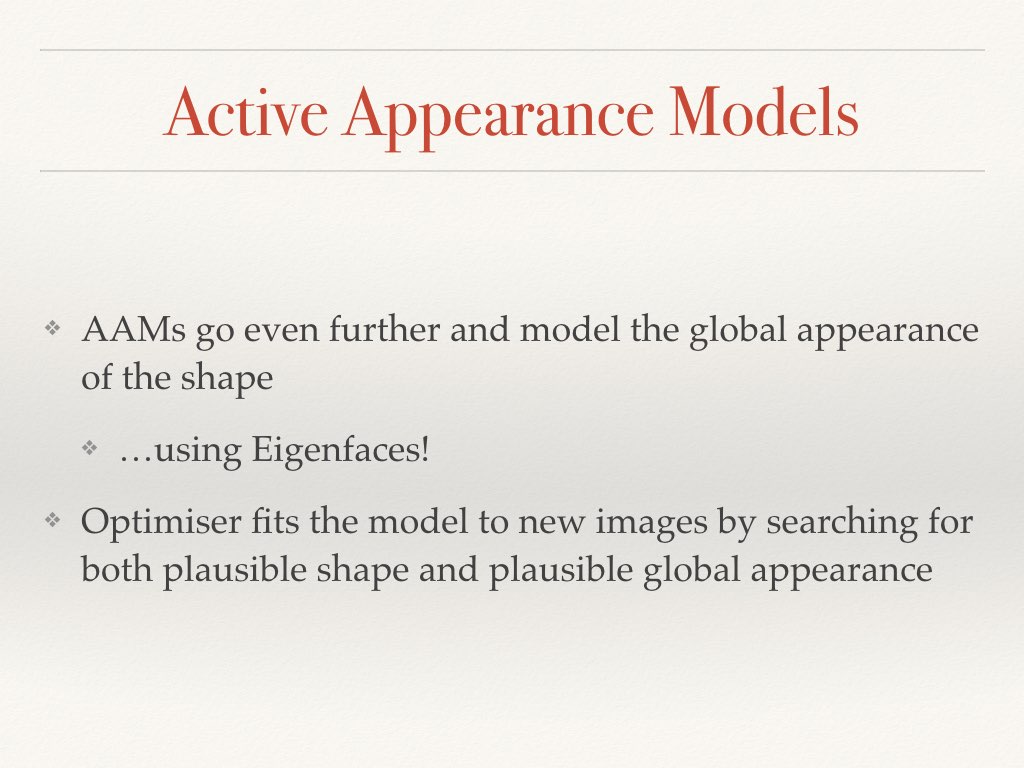 Active Appearance Models
❖ AAMs go even further and model the global appearance
of the shape
❖ …using Eigenfaces!
❖ Optimiser fits the model to new images by searching for
both plausible shape and plausible global appearance